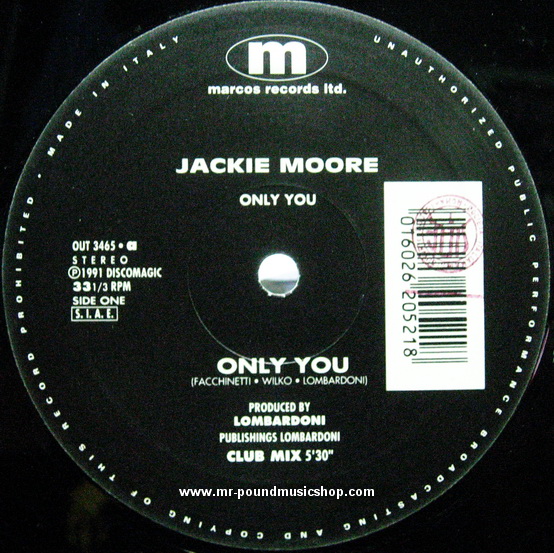 MADE IN ITALY
UNAUTHORIZED PUBLIC PERFORMANCE BROADCASTING AND COPYING OF THIS RECORD PROHIBITED •
m
marcos records ltd.
JACKIE MOORE
ONLY YOU
OUT 3465 •
STEREO
Ⓟ1991 DISCOMAGIC
33 1/3 RPM
SIDE ONE
S.I.A.E.
016026 205218
ONLY YOU
(FACCHINETTI • WILKO • LOMBARDONI)
PRODUCED BY
LOMBARDONI
PUBLISHINGS LOMBARDONI
CLUB MIX 5'30"
www.mr-poundmusicshop.com